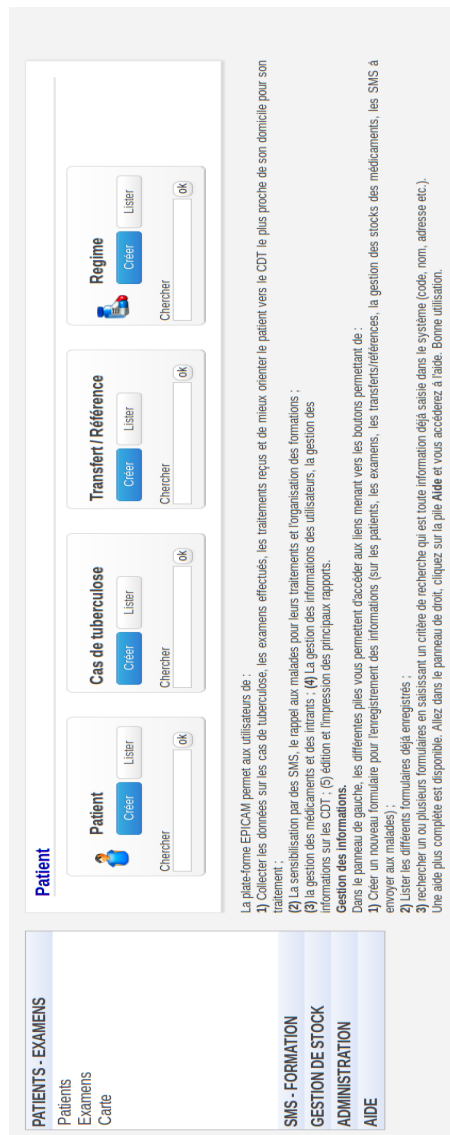 PATIENTS - EXAMENS
Patients
Examens
Carte
SMS - FORMATION
GESTION DE STOCK
ADMINISTRATION
AIDE
Patient
Patient
Créer Lister
Chercher
ok
Cas de tuberculose
Créer Lister
Chercher
ok
Transfert / Référence
Créer Lister
Chercher
ok
Regime
Créer Lister
Chercher
ok
La plate-forme EPICAM permet aux utilisateurs de :
1) Collecter les données sur les cas de tuberculose, les examens effectués, les traitements reçus et de mieux orienter le patient vers le CDT le plus proche de son domicile pour son
traitement ;
(2) La sensibilisation par des SMS, le rappel aux malades pour leurs traitements et l'organisation des formations ;
(3) la gestion des médicaments et des intrants ; (4) La gestion des informations des utilisateurs, la gestion des
informations sur les CDT ; (5) édition et l'impression des principaux rapports.
Gestion des informations.
Dans le panneau de gauche, les différentes piles vous permettent d'accéder aux liens menant vers les boutons permettant de :
1) Créer un nouveau formulaire pour l'enregistrement des informations (sur les patients, les examens, les transferts/références, la gestion des stocks des médicaments, les SMS à
envoyer aux malades) ;
2) Lister les différents formulaires déjà enregistrés ;
3) rechercher un ou plusieurs formulaires en saisissant un critère de recherche qui est toute information déjà saisie dans le système (code, nom, adresse etc.).
Une aide plus complète est disponible. Allez dans le panneau de droit, cliquez sur la pile Aide et vous accéderez à l'aide. Bonne utilisation.